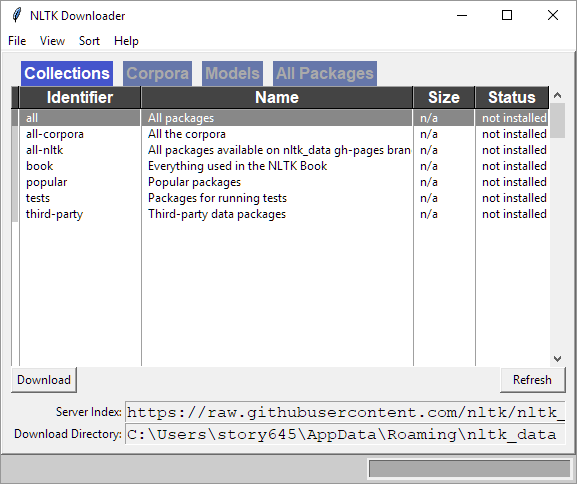 NLTK Downloader
File View Sort Help
Collections Corpora Models All Packages
Identifier Name Size Status
all All packages n/a not installed
all-corpora All the corpora n/a not installed
all-nltk All packages available on nltk_data gh-pages bran n/a not installed
book Everything used in the NLTK Book n/a not installed
popular Popular packages n/a not installed
tests Packages for running tests n/a not installed
third-party Third-party data packages n/a not installed
Download Refresh
Server Index: https://raw.githubusercontent.com/nltk/nltk_
Download Directory: C:\Users\story645\AppData\Roaming\nltk_data